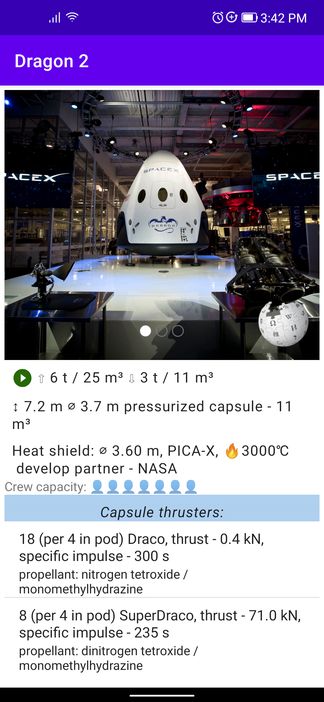 3:42 PM
Dragon 2
SPACEX
SPACEX
SPACE
DRAGON
⇧ 6 t / 25 m³ ⇩ 3 t / 11 m³
↕ 7.2 m ⌀ 3.7 m pressurized capsule - 11
m³
Heat shield: ⌀ 3.60 m, PICA-X, 🔥3000℃
develop partner - NASA
Crew capacity: 👤👤👤👤👤👤👤
Capsule thrusters:
18 (per 4 in pod) Draco, thrust - 0.4 kN,
specific impulse - 300 s
propellant: nitrogen tetroxide /
monomethylhydrazine
8 (per 4 in pod) SuperDraco, thrust - 71.0 kN,
specific impulse - 235 s
propellant: dinitrogen tetroxide /
monomethylhydrazine